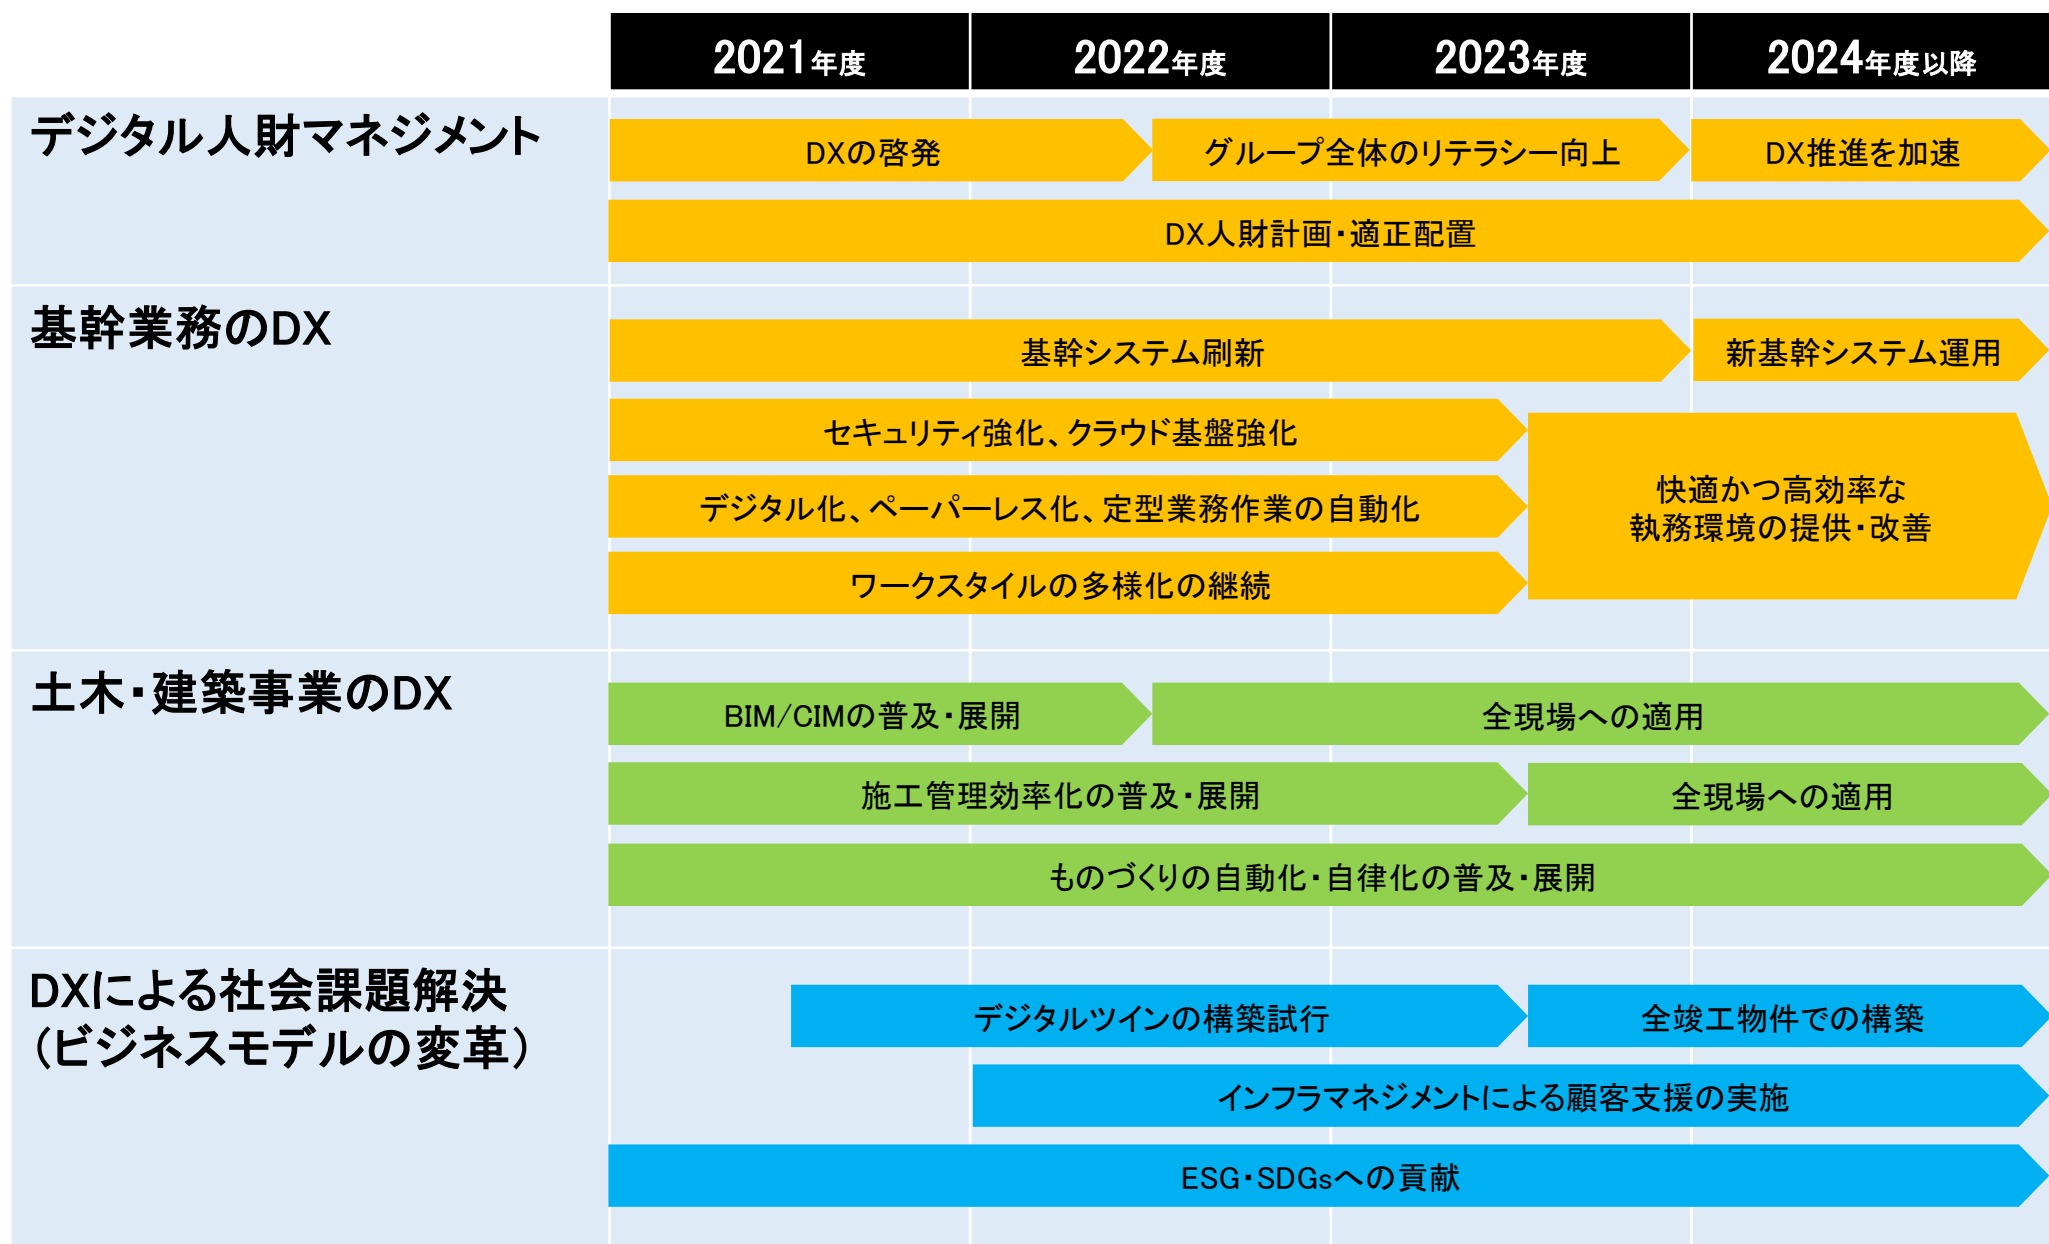 2021年度
2022年度
2023年度
2024年度以降
デジタル人財マネジメント
DXの啓発
グループ全体のリテラシー向上
DX推進を加速
DX人財計画・適正配置
基幹業務のDX
基幹システム刷新
新基幹システム運用
セキュリティ強化、クラウド基盤強化
デジタル化、ペーパーレス化、定型業務作業の自動化
ワークスタイルの多様化の継続
快適かつ高効率な
執務環境の提供・改善
土木・建築事業のDX
BIM/CIMの普及・展開
全現場への適用
施工管理効率化の普及・展開
全現場への適用
ものづくりの自動化・自律化の普及・展開
DXによる社会課題解決
（ビジネスモデルの変革）
デジタルツインの構築試行
全竣工物件での構築
インフラマネジメントによる顧客支援の実施
ESG・SDGsへの貢献